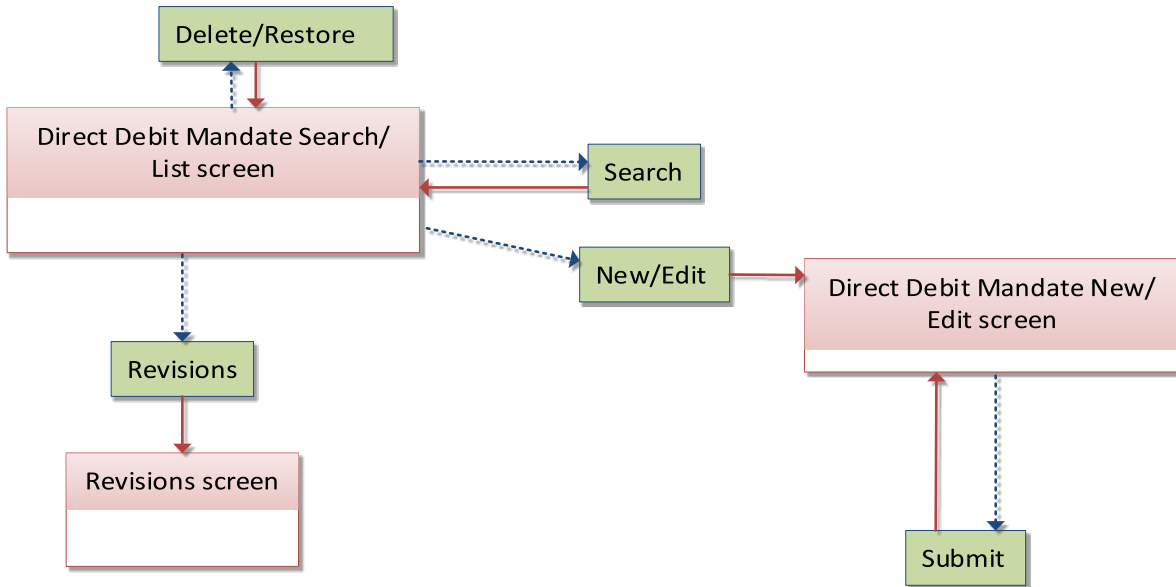 Delete/Restore
Direct Debit Mandate Search/
List screen
Search
New/Edit
Direct Debit Mandate New/
Edit screen
Revisions
Revisions screen
Submit